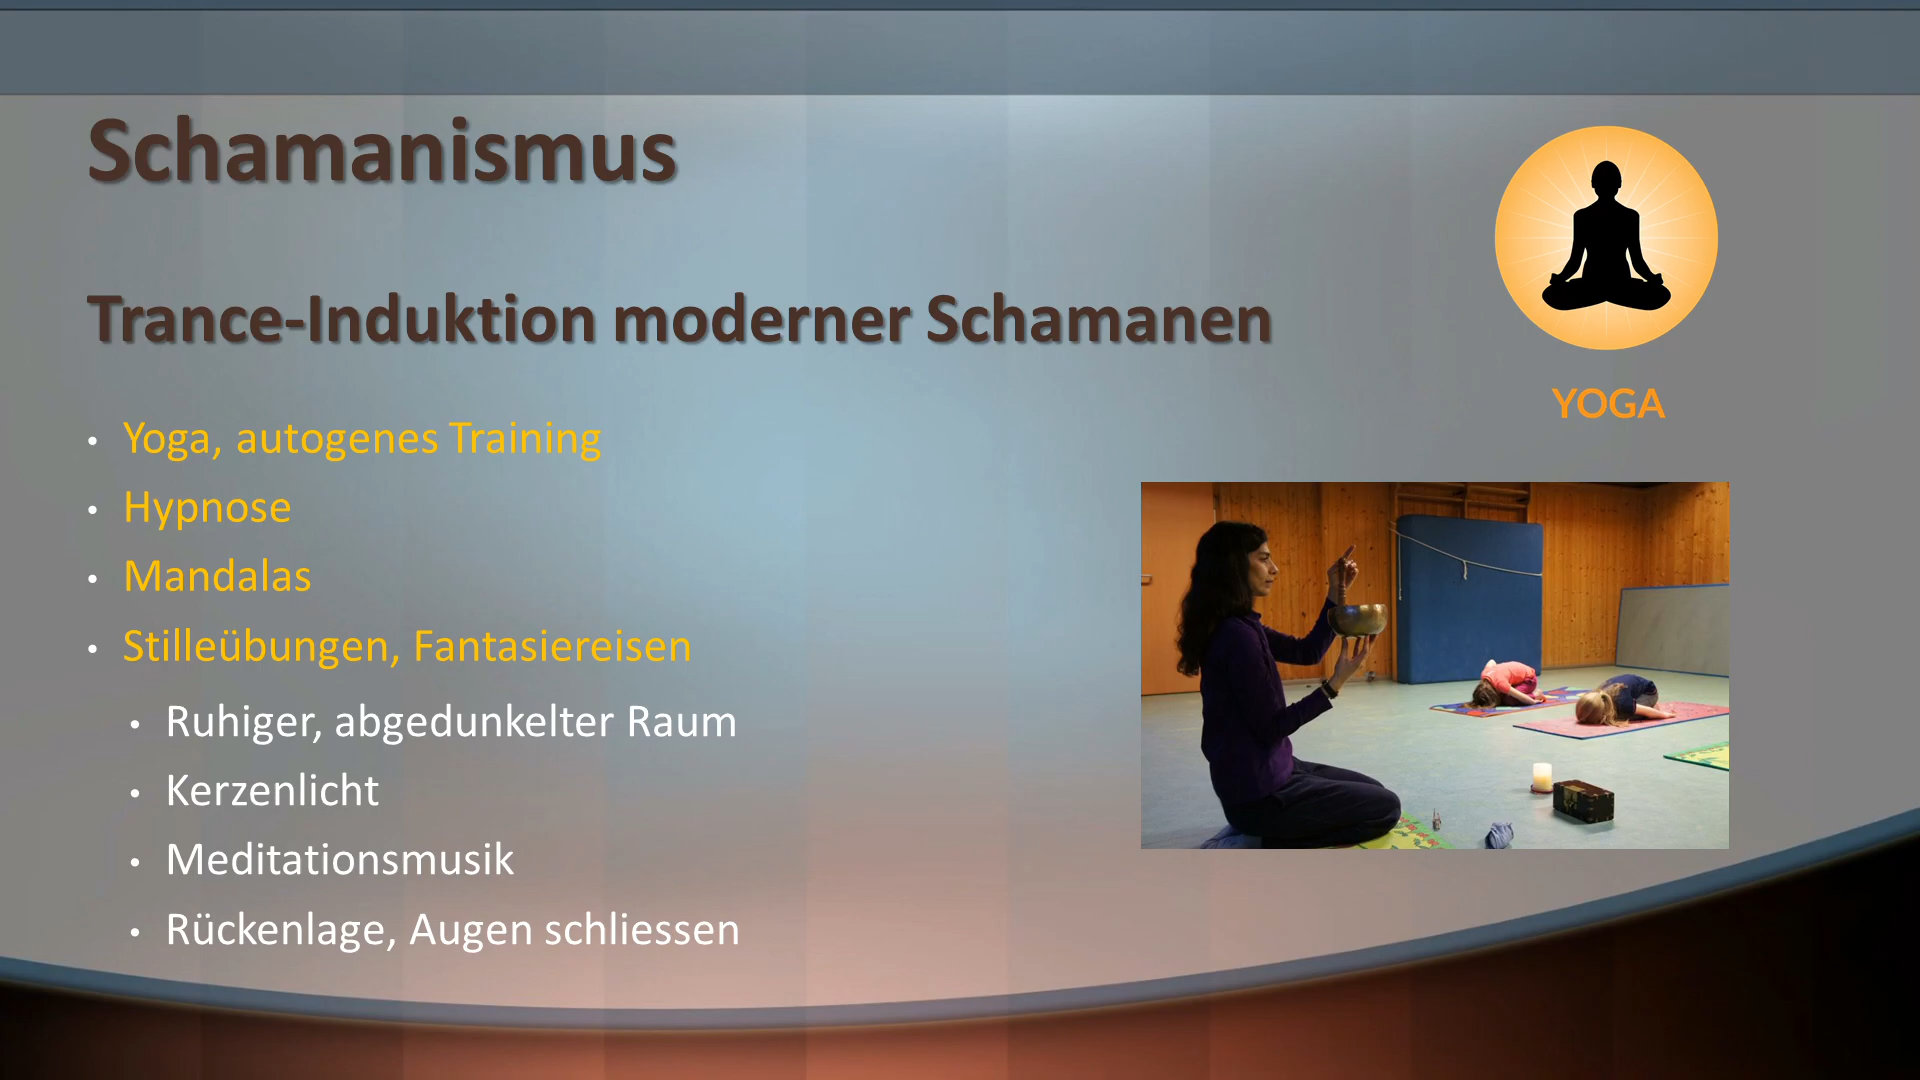 Schamanismus
Trance-Induktion moderner Schamanen
YOGA
• Yoga, autogenes Training
• Hypnose
• Mandalas
• Stilleübungen, Fantasiereisen
• Ruhiger, abgedunkelter Raum
• Kerzenlicht
• Meditationsmusik
• Rückenlage, Augen schliessen